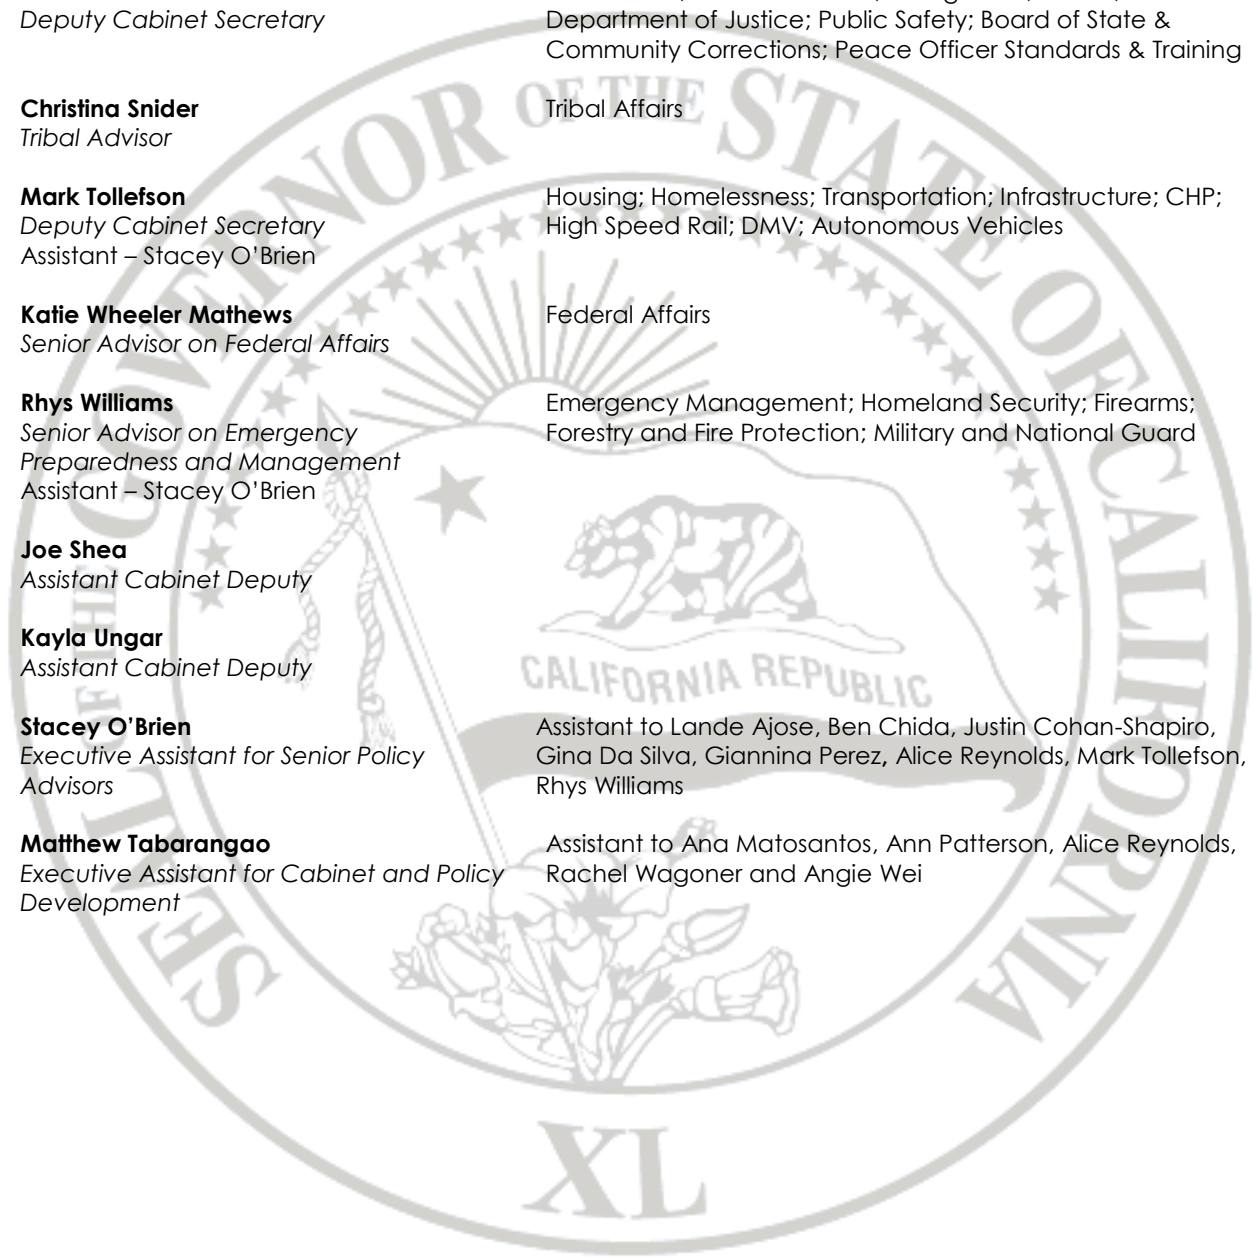 Deputy Cabinet Secretary
Department of Justice; Public Safety; Board of State &
Community Corrections; Peace Officer Standards & Training
Christina Snider
Tribal Affairs
Tribal Advisor
Mark Tollefson
Housing; Homelessness; Transportation; Infrastructure; CHP;
Deputy Cabinet Secretary
High Speed Rail; DMV; Autonomous Vehicles
Assistant – Stacey O’Brien
Katie Wheeler Mathews
Federal Affairs
Senior Advisor on Federal Affairs
Rhys Williams
Emergency Management; Homeland Security; Firearms;
Senior Advisor on Emergency
Forestry and Fire Protection; Military and National Guard
Preparedness and Management
Assistant – Stacey O’Brien
Joe Shea
Assistant Cabinet Deputy
Kayla Ungar
Assistant Cabinet Deputy
Stacey O’Brien
Assistant to Lande Ajose, Ben Chida, Justin Cohan-Shapiro,
Executive Assistant for Senior Policy
Gina Da Silva, Giannina Perez, Alice Reynolds, Mark Tollefson,
Advisors
Rhys Williams
Matthew Tabarangao
Assistant to Ana Matosantos, Ann Patterson, Alice Reynolds,
Executive Assistant for Cabinet and Policy
Rachel Wagoner and Angie Wei
Development
SEAL OF THE GOVERNOR OF THE STATE OF CALIFORNIA
CALIFORNIA REPUBLIC
XL